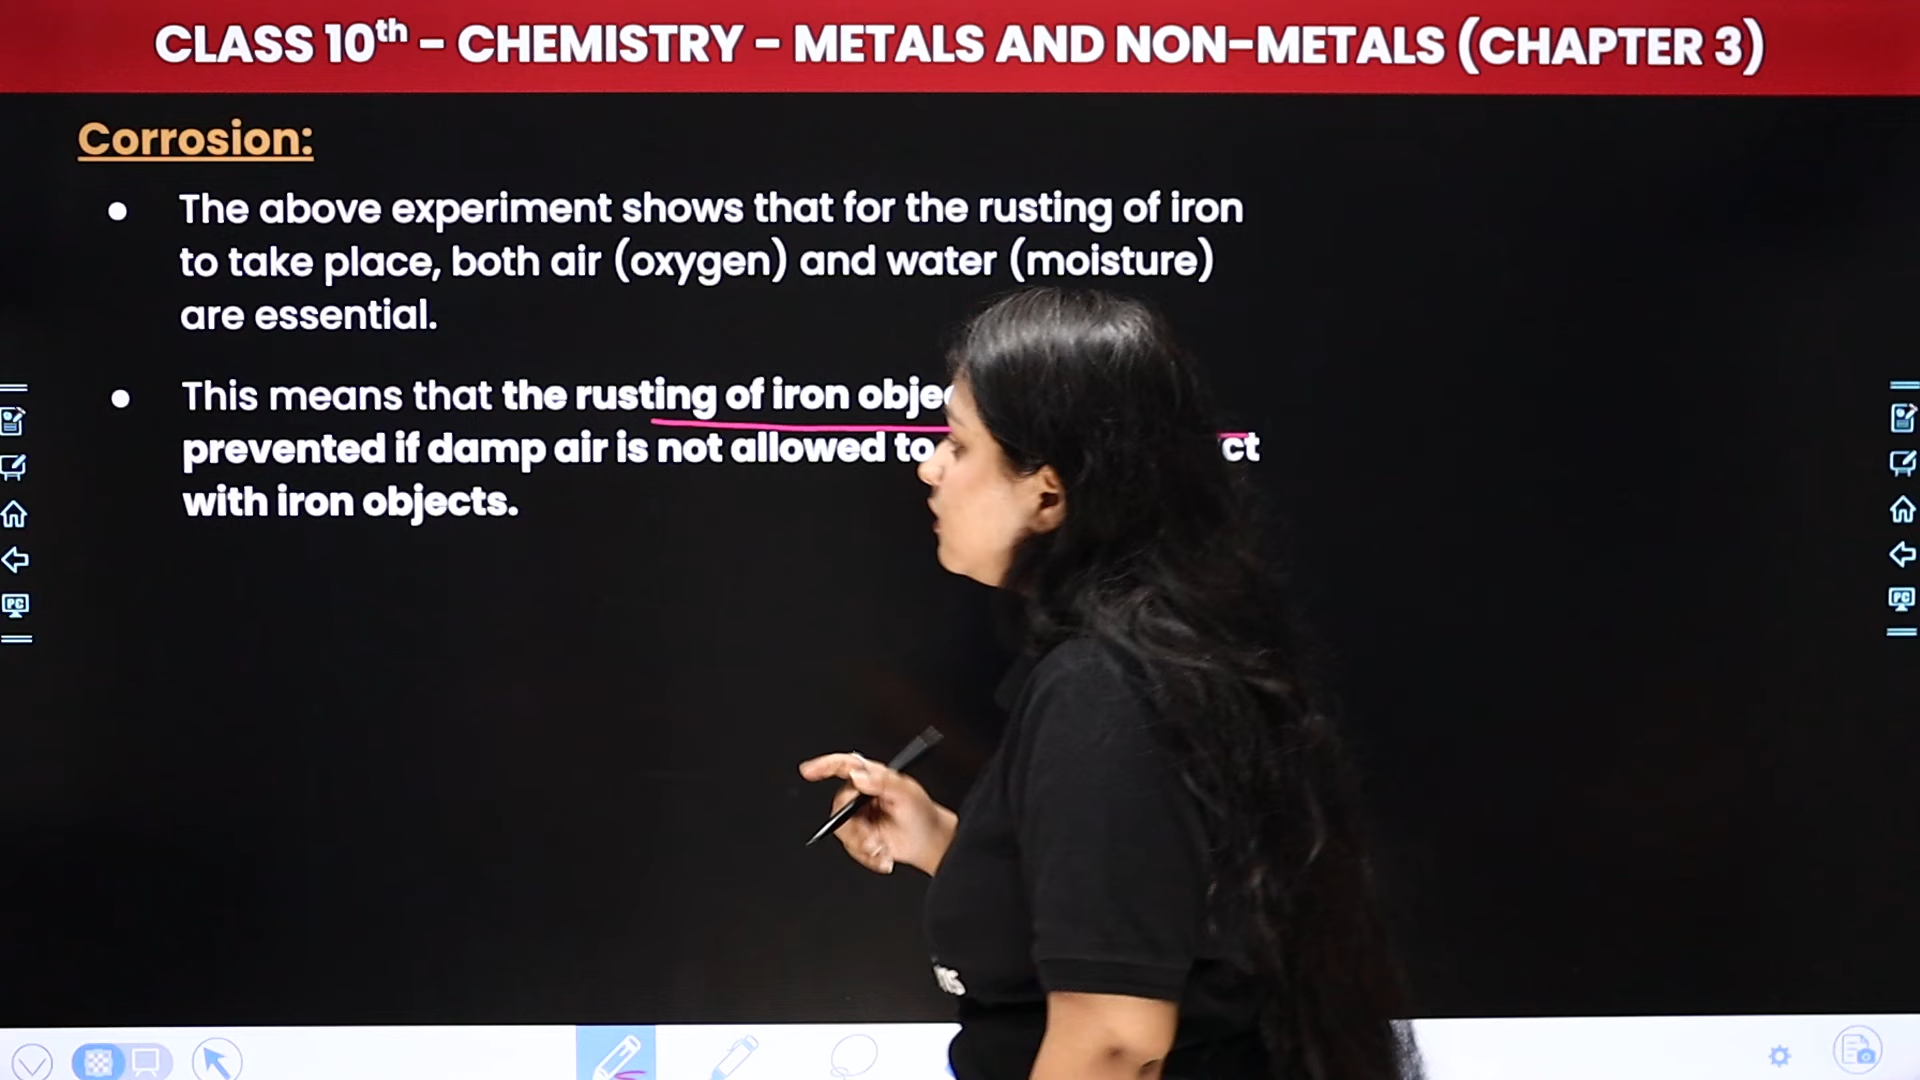 CLASS 10th – CHEMISTRY – METALS AND NON-METALS (CHAPTER 3)
Corrosion:
● The above experiment shows that for the rusting of iron
to take place, both air (oxygen) and water (moisture)
are essential.
● This means that the rusting of iron
prevented if damp air is not allowed to
with iron objects.
PC
PC